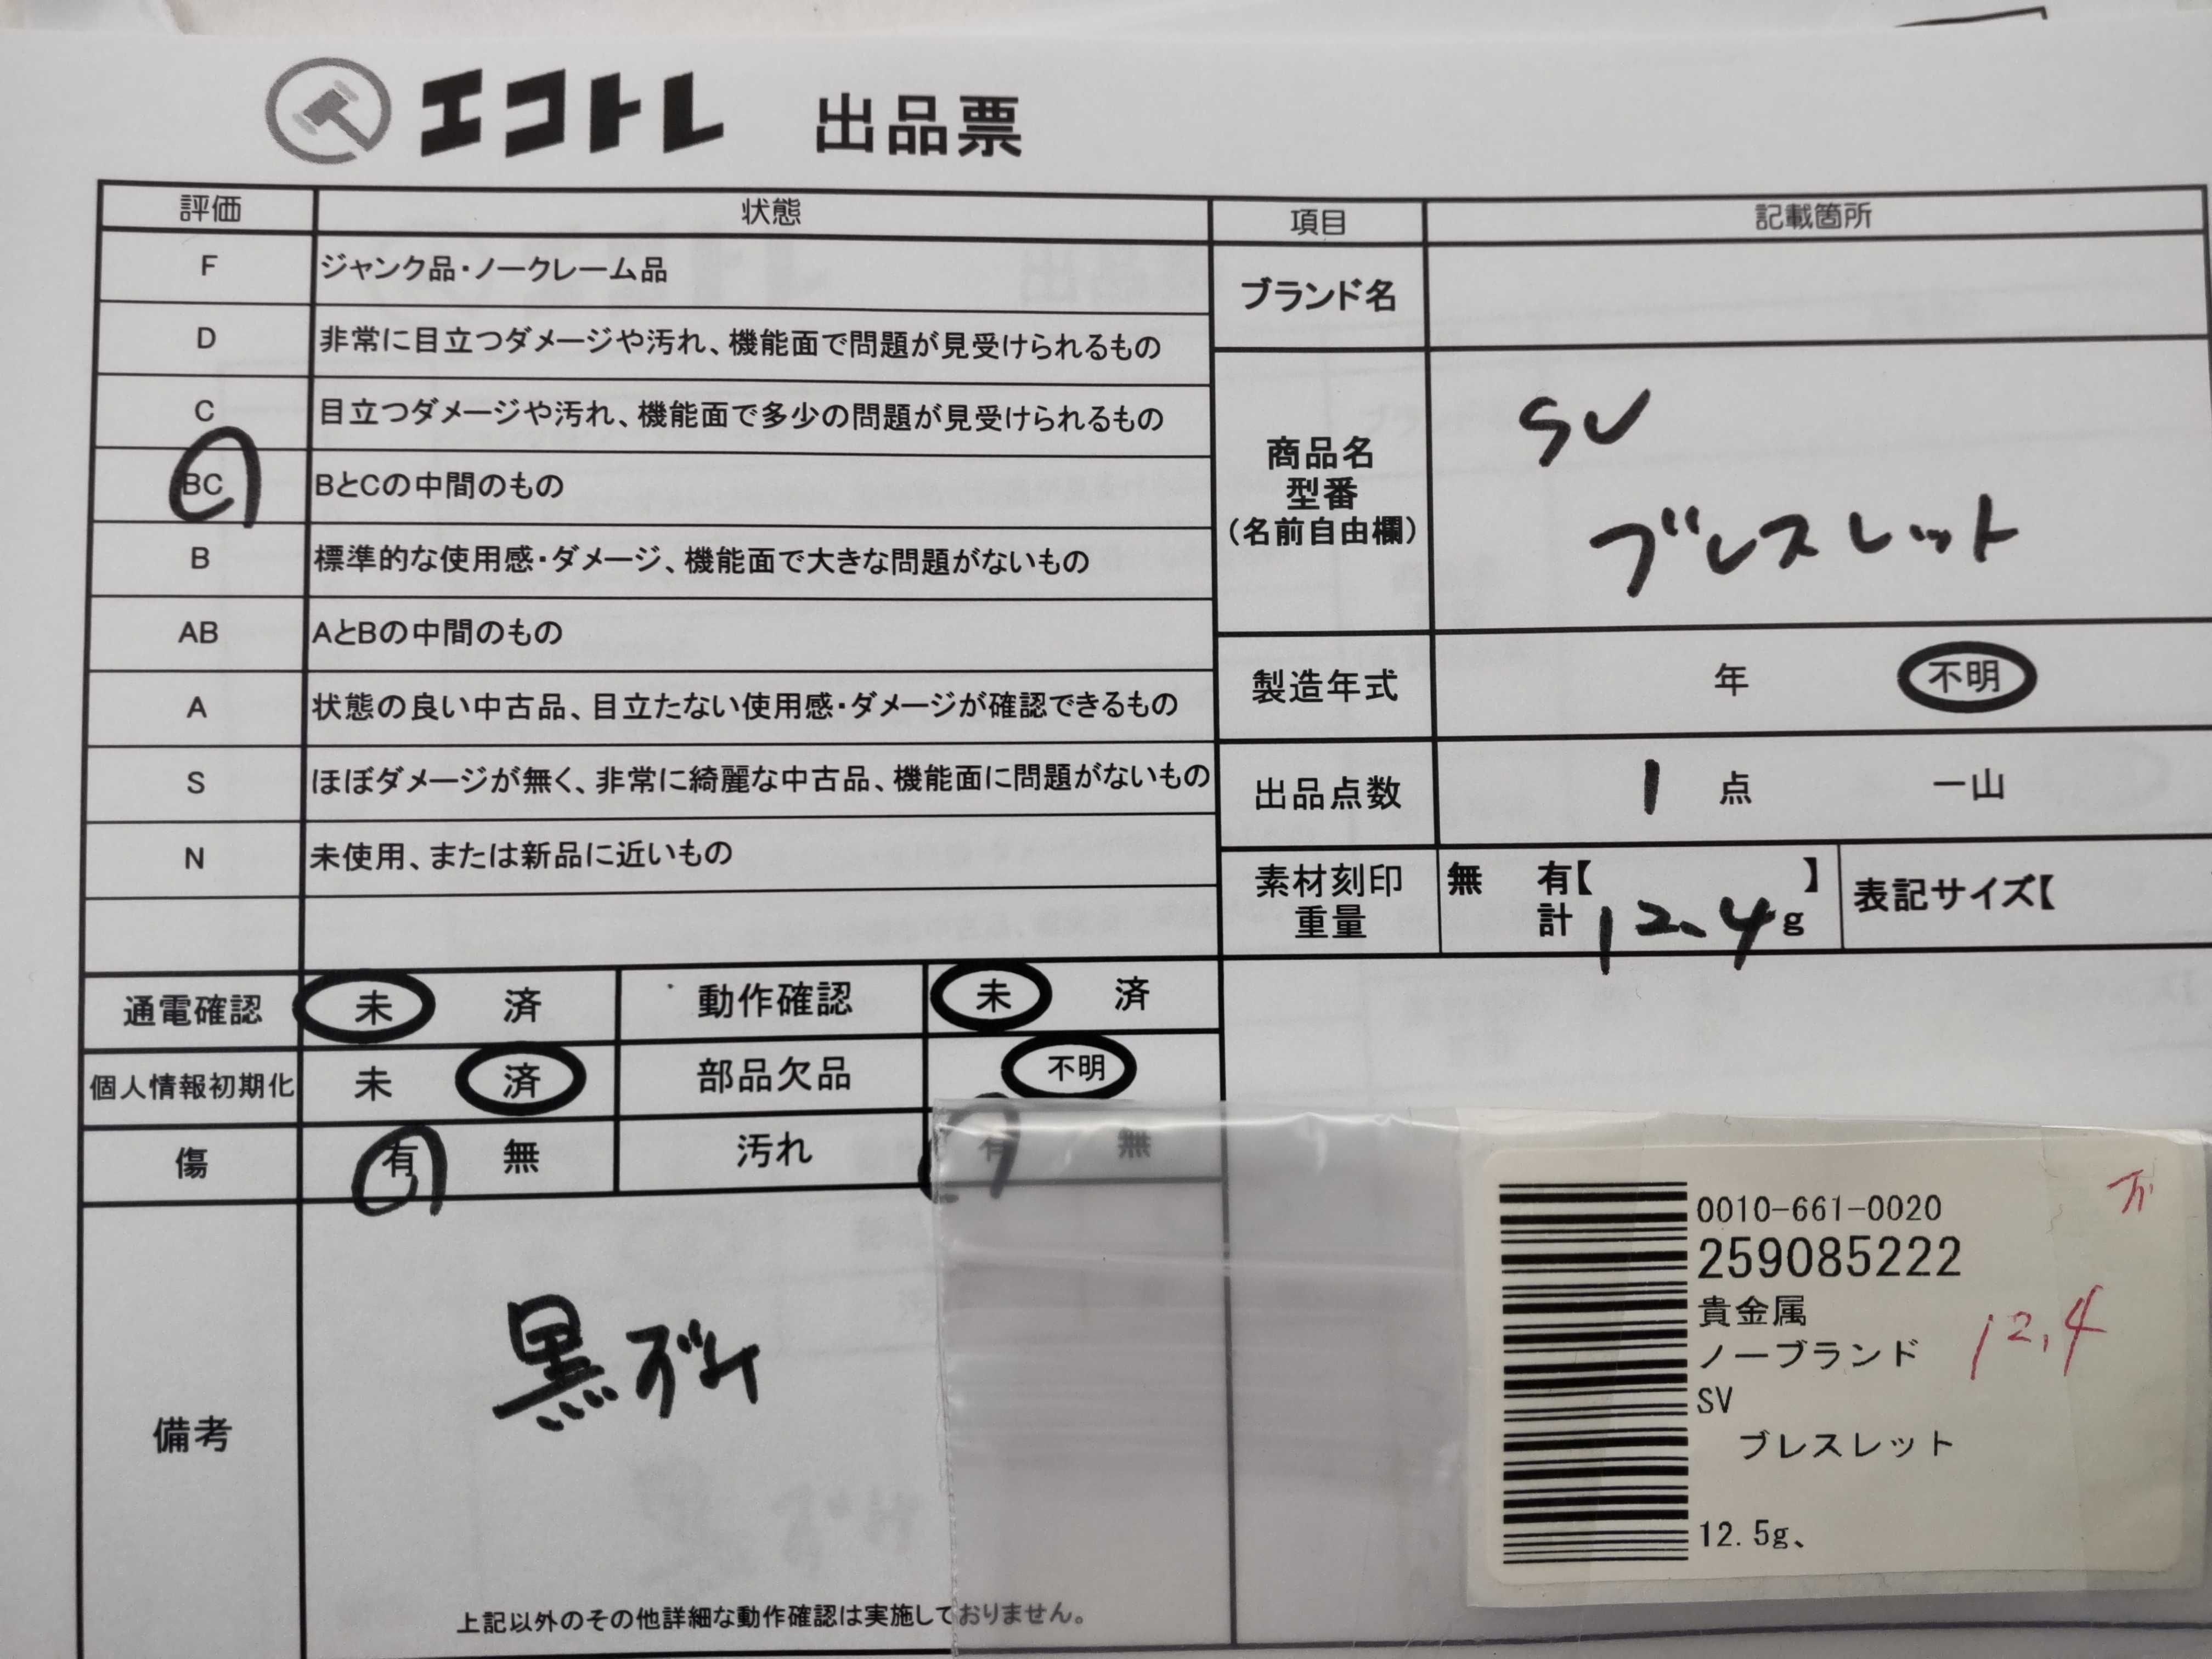 エコトレ 出品票
評価 状態 項目 記載箇所
F ジャンク品・ノークレーム品
D 非常に目立つダメージや汚れ、機能面で問題が見受けられるもの
C 目立つダメージや汚れ、機能面で多少の問題が見受けられるもの
BC BとCの中間のもの
B 標準的な使用感・ダメージ、機能面で大きな問題がないもの
AB AとBの中間のもの
A 状態の良い中古品、目立たない使用感・ダメージが確認できるもの
S ほぼダメージが無く、非常に綺麗な中古品、機能面に問題がないもの
N 未使用、または新品に近いもの
ブランド名
商品名
型番
(名前自由欄)
SV
ブレスレット
製造年式 年 不明
出品点数 1 点 一山
素材刻印 無 有【 】
重量 計 12.4 g
表記サイズ【
通電確認 未 済 動作確認 未 済
個人情報初期化 未 済 部品欠品 不明
傷 有 無 汚れ 有 無
備考
黒ずみ
上記以外のその他詳細な動作確認は実施しておりません。
0010-661-0020
259085222
貴金属
ノーブランド
SV
ブレスレット
12.5g、
12.4